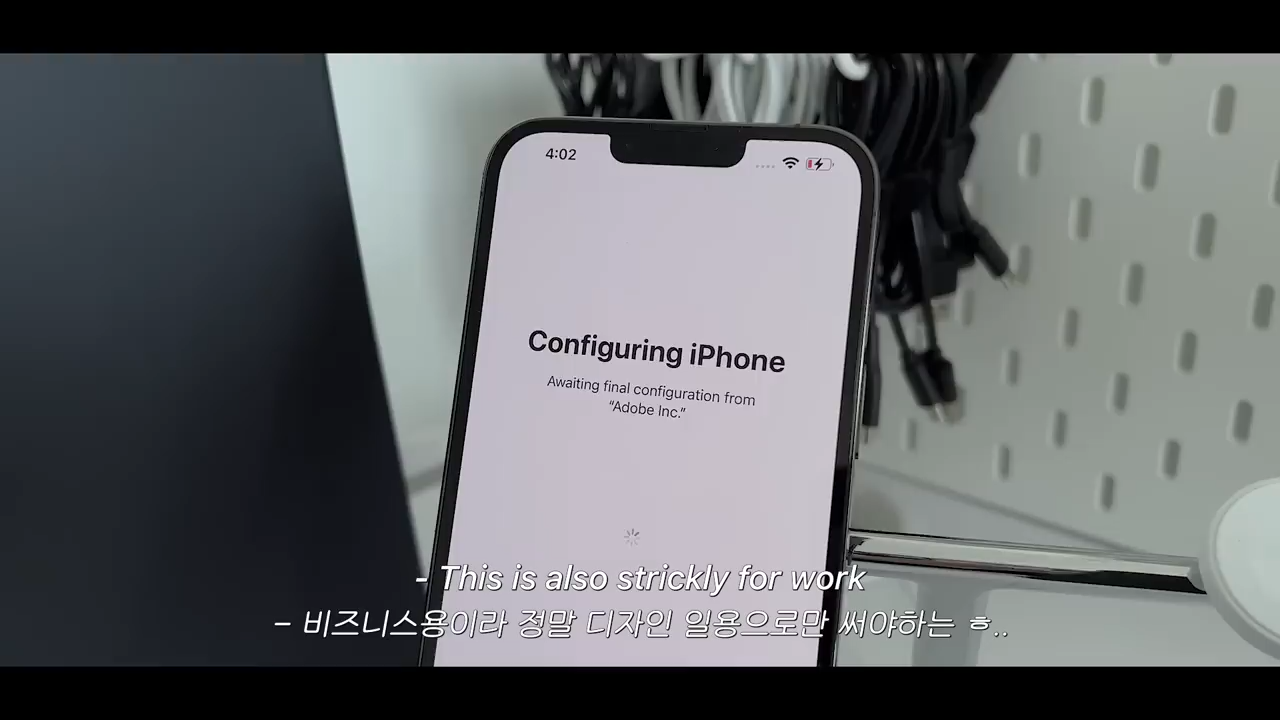 4:02
Configuring iPhone
Awaiting final configuration from
“Adobe Inc.”
- This is also strickly for work
- 비즈니스용이라 정말 디자인 일용으로만 써야하는 ㅎ..